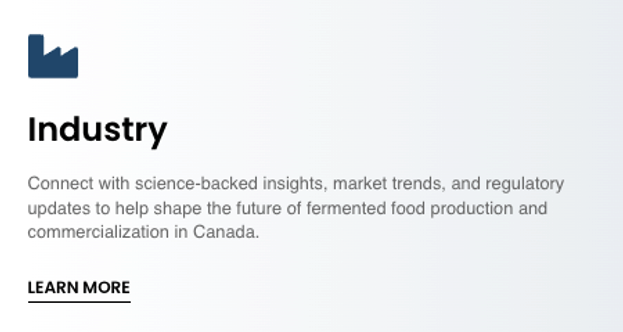 Industry
Connect with science-backed insights, market trends, and regulatory
updates to help shape the future of fermented food production and
commercialization in Canada.
LEARN MORE